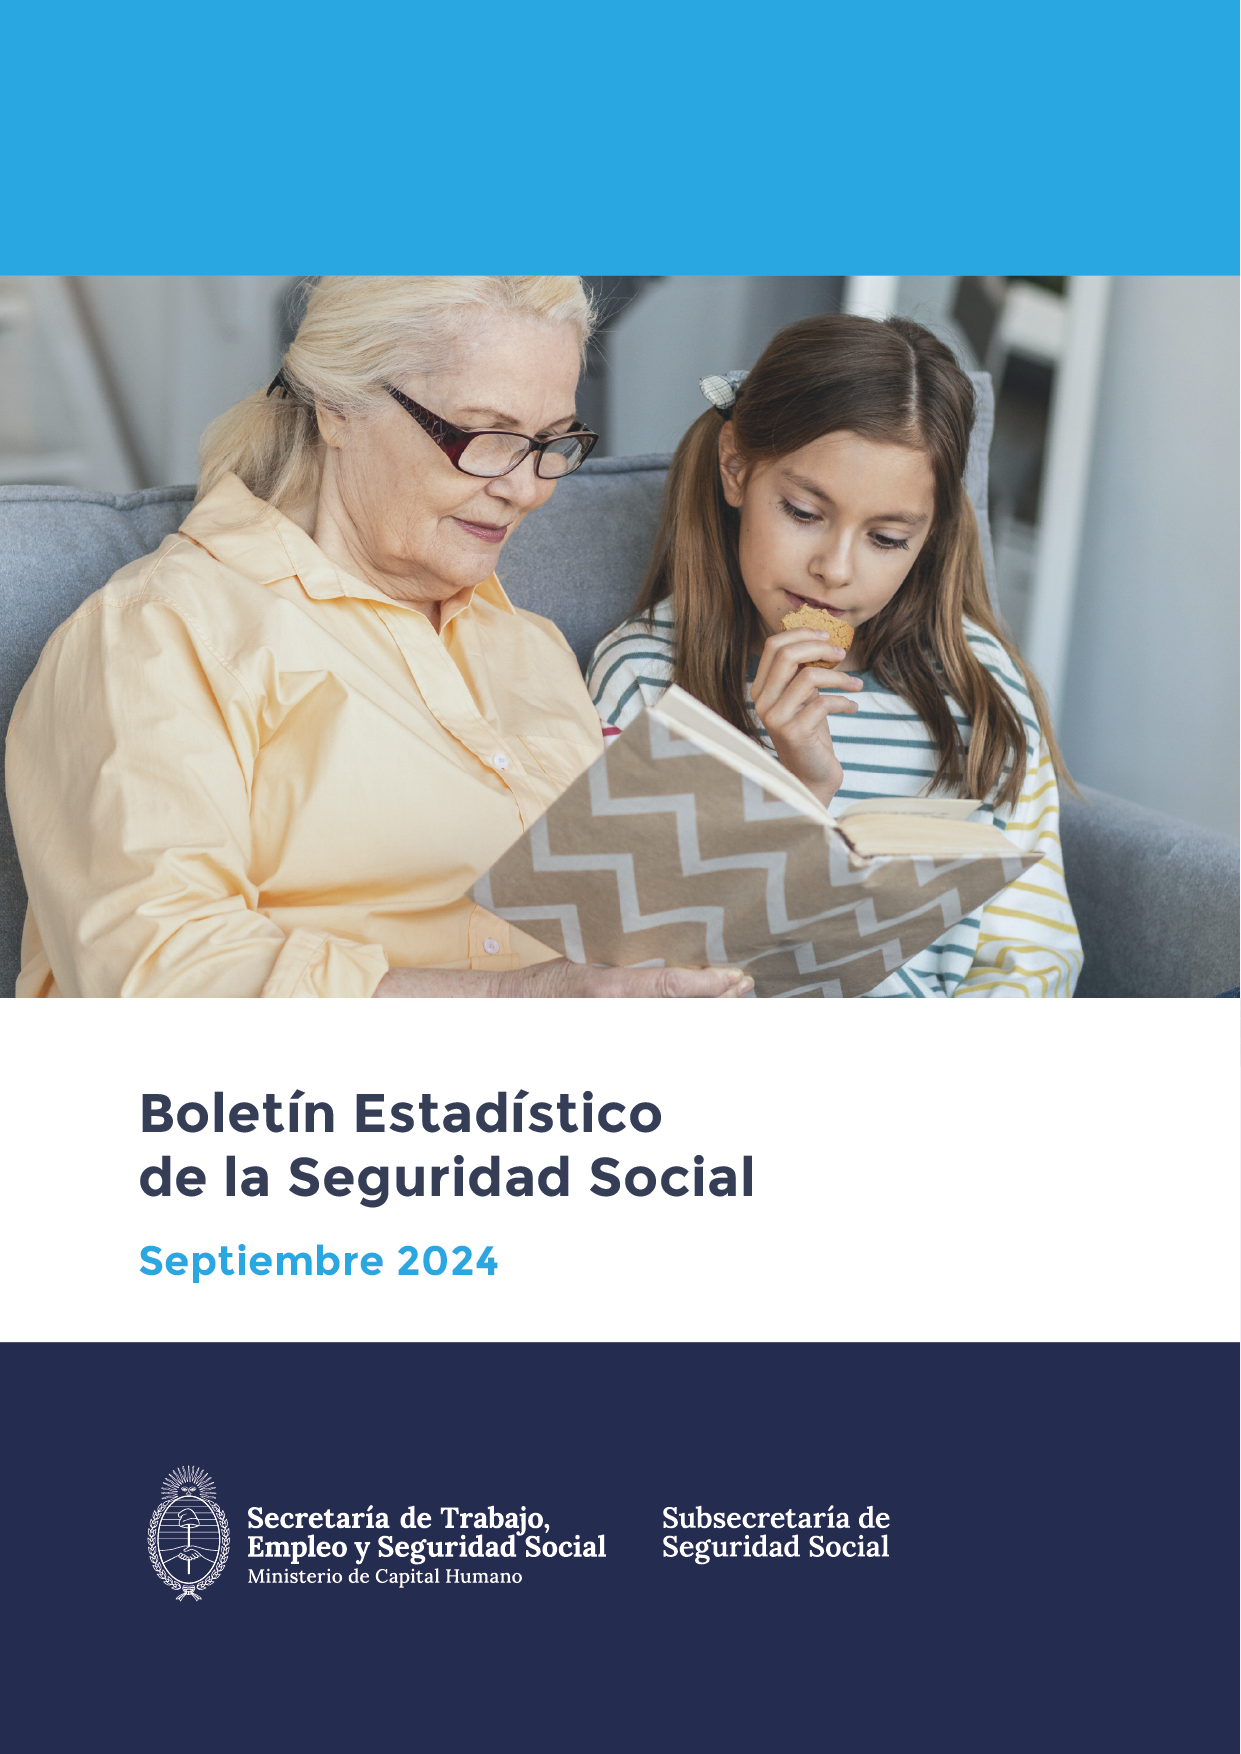 Boletín Estadístico
de la Seguridad Social
Septiembre 2024
Secretaría de Trabajo,
Empleo y Seguridad Social
Ministerio de Capital Humano
Subsecretaría de
Seguridad Social